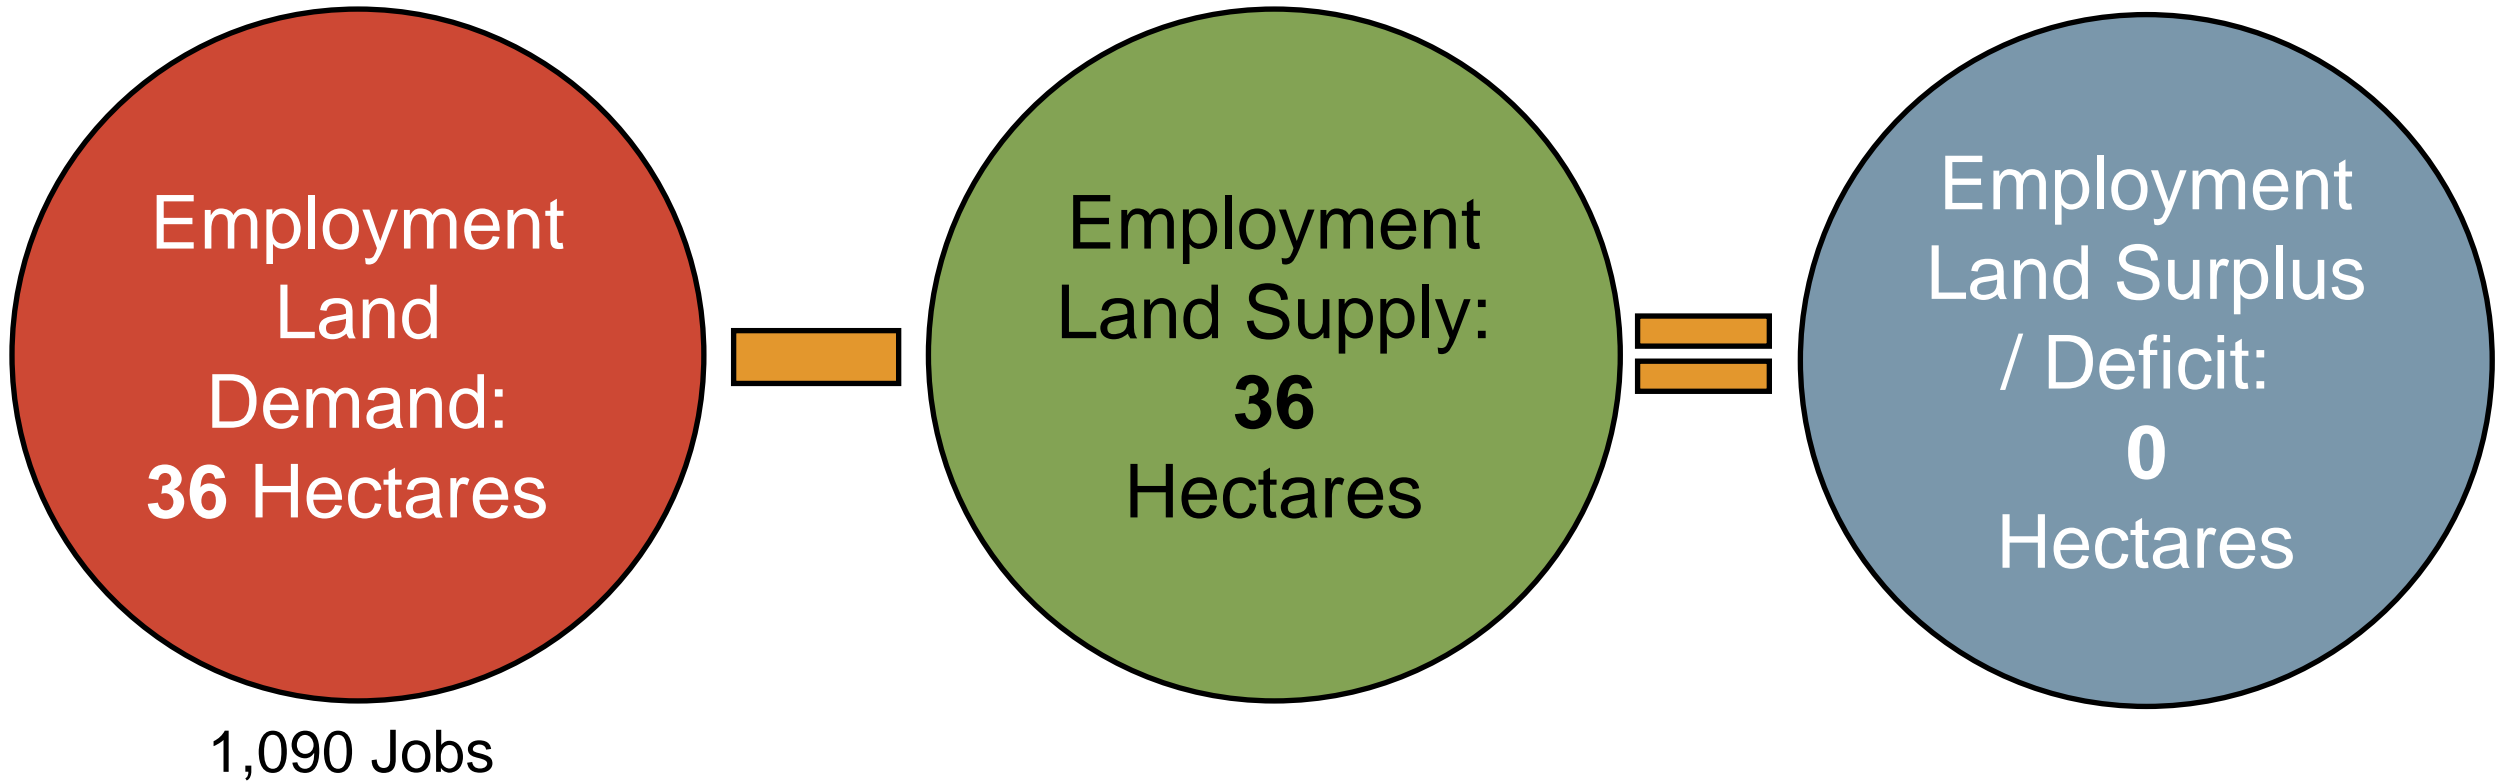 Employment
Land
Demand:
36 Hectares
1,090 Jobs
Employment
Land Supply:
36
Hectares
Employment
Land Surplus
/ Deficit:
0
Hectares